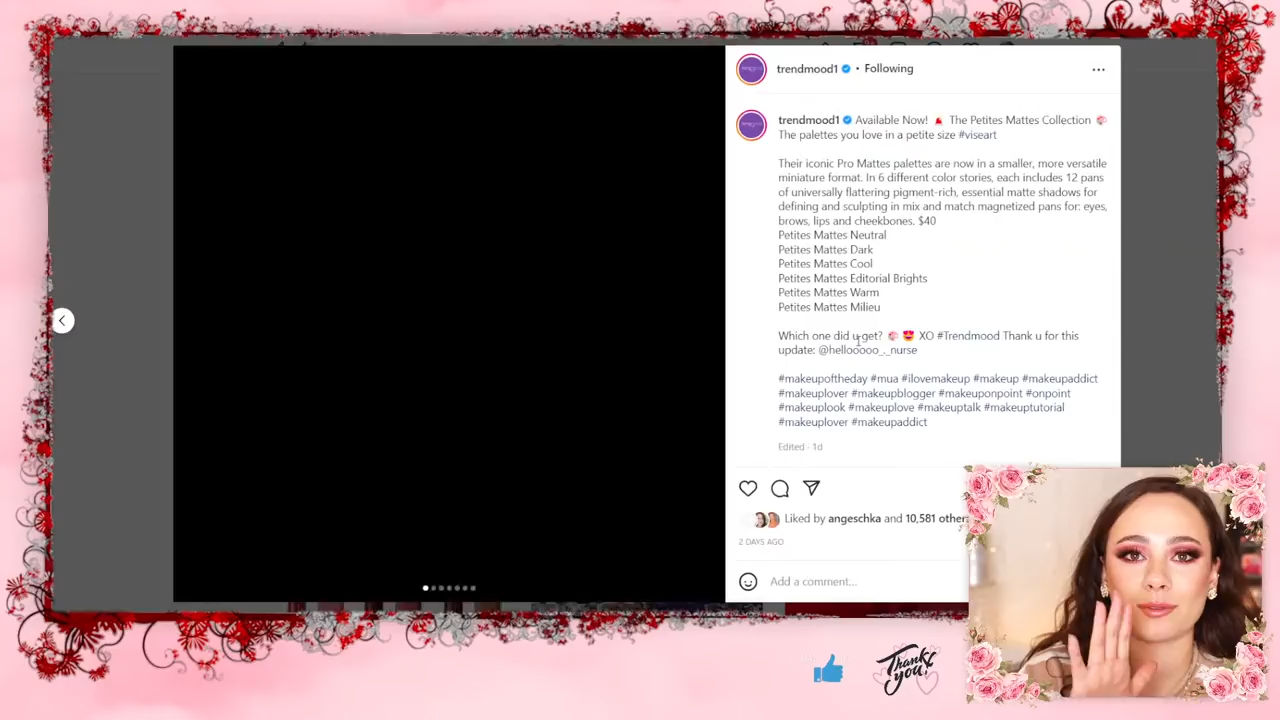 trendmood1 • Following
trendmood1 Available Now! The Petites Mattes Collection
The palettes you love in a petite size #viseart
Their iconic Pro Mattes palettes are now in a smaller, more versatile
miniature format. In 6 different color stories, each includes 12 pans
of universally flattering pigment-rich, essential matte shadows for
defining and sculpting in mix and match magnetized pans for: eyes,
brows, lips and cheekbones. $40
Petites Mattes Neutral
Petites Mattes Dark
Petites Mattes Cool
Petites Mattes Editorial Brights
Petites Mattes Warm
Petites Mattes Milieu
Which one did u get? XO #Trendmood Thank u for this
update: @hellooooo_._nurse
#makeupoftheday #mua #ilovemakeup #makeup #makeupaddict
#makeuplover #makeupblogger #makeuponpoint #onpoint
#makeuplook #makeuplove #makeuptalk #makeuptutorial
#makeuplover #makeupaddict
Edited · 1d
Liked by angeschka and 10,581 other
2 DAYS AGO
Add a comment...
Thank
you!